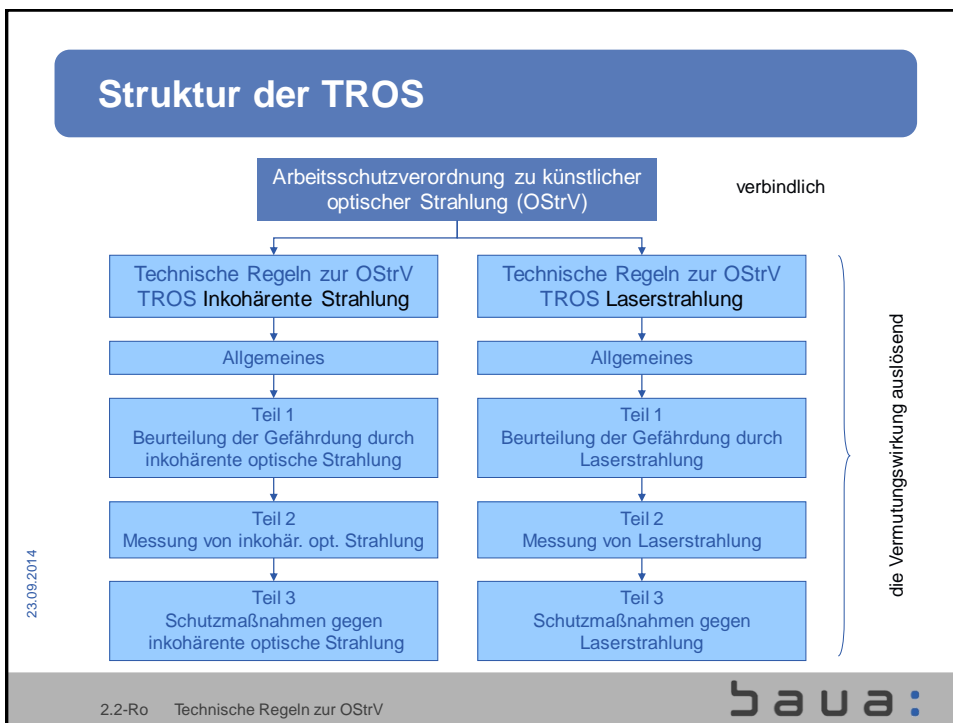 Struktur der TROS
Arbeitsschutzverordnung zu künstlicher
optischer Strahlung (OStrV)
verbindlich
Technische Regeln zur OStrV
TROS Inkohärente Strahlung
Allgemeines
Teil 1
Beurteilung der Gefährdung durch
inkohärente optische Strahlung
Teil 2
Messung von inkohär. opt. Strahlung
Teil 3
Schutzmaßnahmen gegen
inkohärente optische Strahlung
Technische Regeln zur OStrV
TROS Laserstrahlung
Allgemeines
Teil 1
Beurteilung der Gefährdung durch
Laserstrahlung
Teil 2
Messung von Laserstrahlung
Teil 3
Schutzmaßnahmen gegen
Laserstrahlung
die Vermutungswirkung auslösend
23.09.2014
2.2-Ro Technische Regeln zur OStrV
baua: